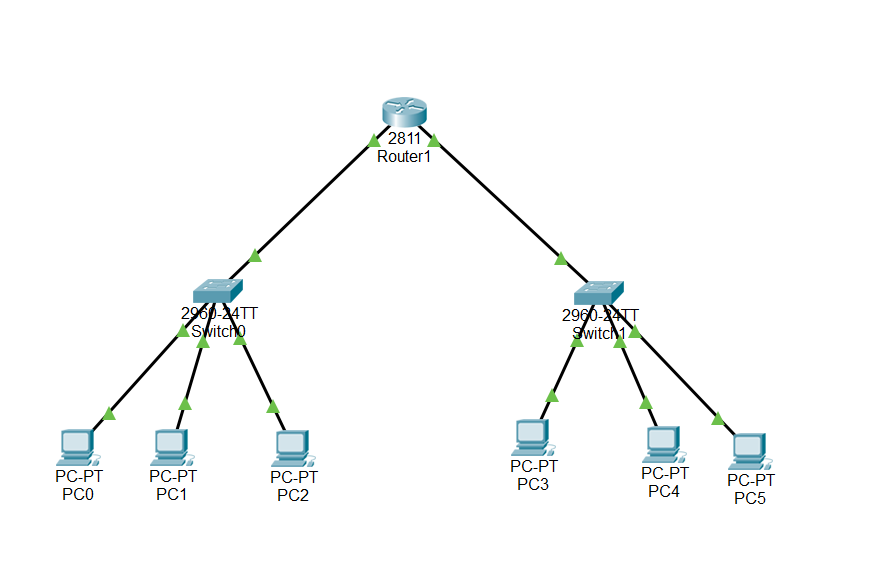 2811
Router1
2960-24TT
Switch0
2960-24TT
Switch1
PC-PT
PC0
PC-PT
PC1
PC-PT
PC2
PC-PT
PC3
PC-PT
PC4
PC-PT
PC5